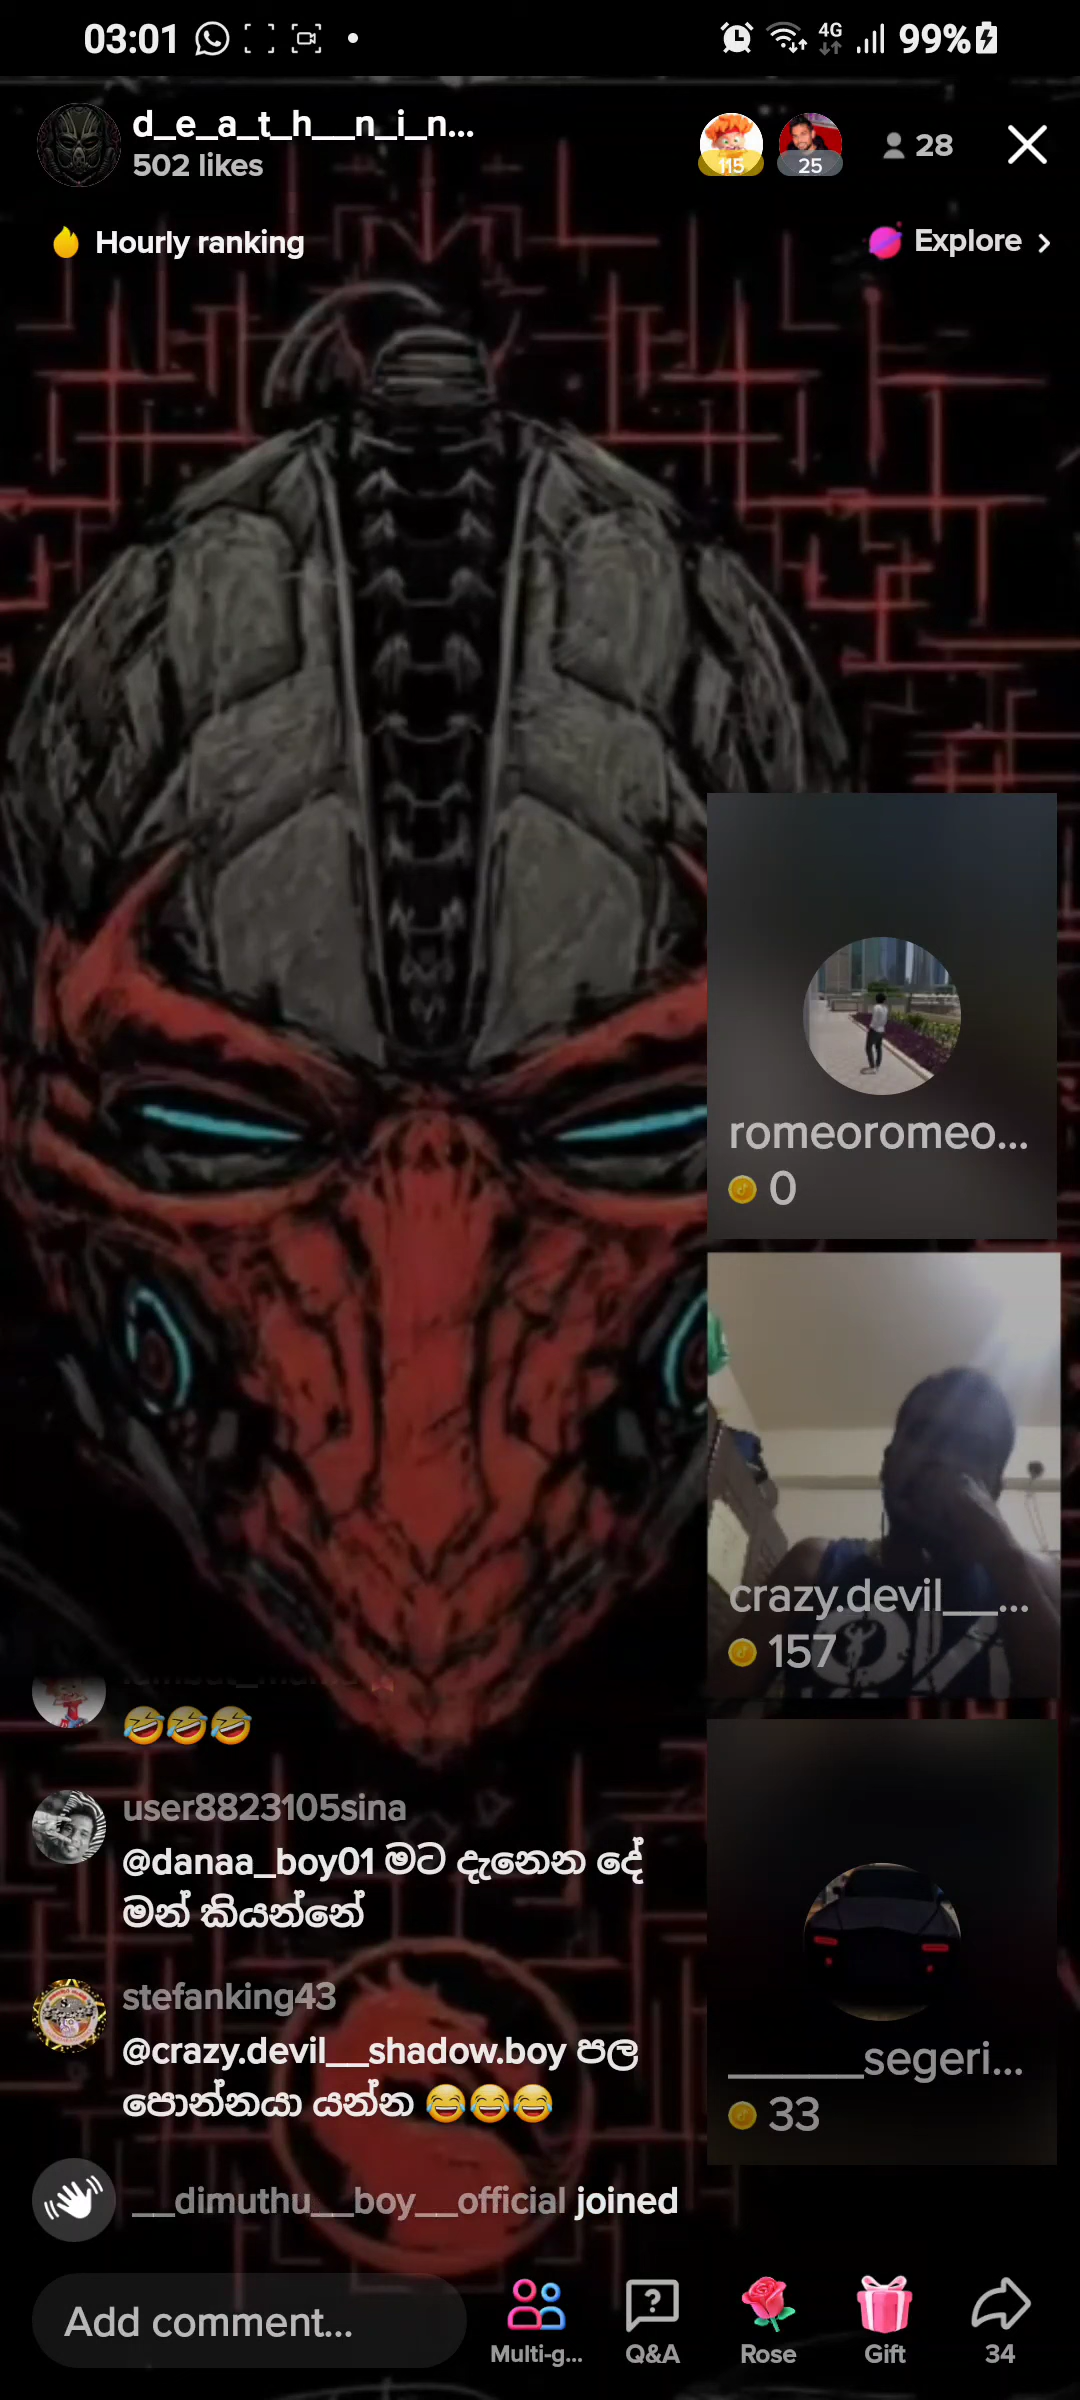 03:01
4G
99%
d_e_a_t_h__n_i_n...
502 likes
115
25
28
Hourly ranking
Explore
romeoromeo...
0
crazy.devil__...
157
🤣🤣🤣
user8823105sina
@danaa_boy01 මට දැනෙන දේ
මන් කියන්නේ
stefanking43
@crazy.devil__shadow.boy පල
පොන්නයා යන්න 😂😂😂
_____segeri...
33
__dimuthu__boy__official joined
Add comment...
Multi-g...
Q&A
Rose
Gift
34